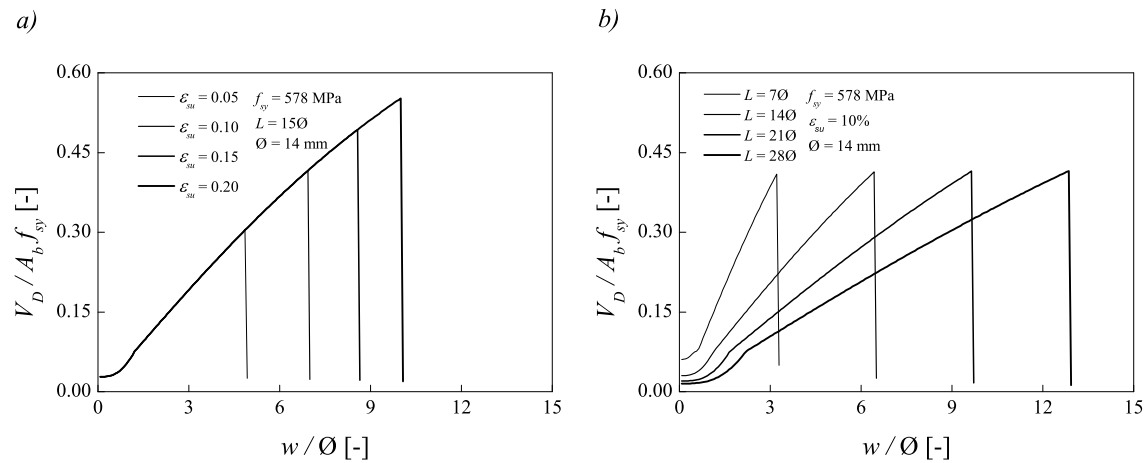 a)
0.60
0.45
0.30
0.15
0.00
V_D / A_b f_sy [-]
ε_su = 0.05
ε_su = 0.10
ε_su = 0.15
ε_su = 0.20
f_sy = 578 MPa
L = 15Ø
Ø = 14 mm
0 3 6 9 12 15
w / Ø [-]
b)
0.60
0.45
0.30
0.15
0.00
V_D / A_b f_sy [-]
L = 7Ø
L = 14Ø
L = 21Ø
L = 28Ø
f_sy = 578 MPa
ε_su = 10%
Ø = 14 mm
0 3 6 9 12 15
w / Ø [-]